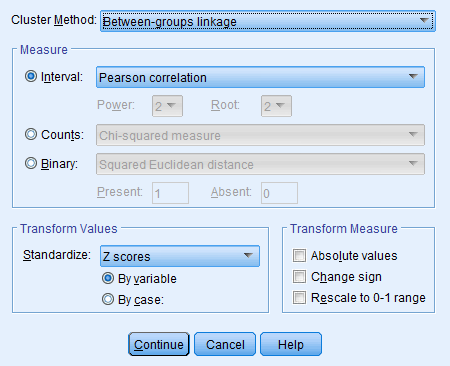 Cluster Method: Between-groups linkage
Measure
Interval: Pearson correlation
Power: 2 Root: 2
Counts: Chi-squared measure
Binary: Squared Euclidean distance
Present: 1 Absent: 0
Transform Values
Standardize: Z scores
By variable
By case:
Transform Measure
Absolute values
Change sign
Rescale to 0-1 range
Continue Cancel Help